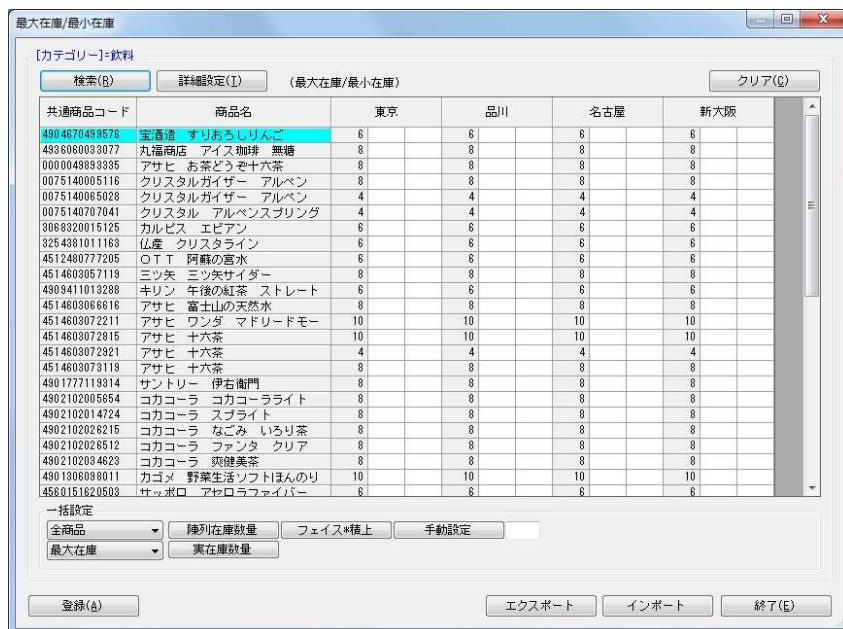 最大在庫/最小在庫
[カテゴリー]=飲料
検索(R) 詳細設定(I) (最大在庫/最小在庫) クリア(C)
共通商品コード 商品名 東京 品川 名古屋 新大阪
4904670499576 宝酒造 すりおろしりんご 6 6 6 6
4936060033077 丸福商店 アイス珈琲 無糖 8 8 8 8
0000049893335 アサヒ お茶どうぞ十六茶 8 8 8 8
0075140005116 クリスタルガイザー アルペン 8 8 8 8
0075140065028 クリスタルガイザー アルペン 4 4 4 4
0075140707041 クリスタル アルペンスプリング 4 4 4 4
3068320015125 カルピス エビアン 6 6 6 6
3254381011163 仏産 クリスタライン 6 6 6 6
4512480777205 OTT 阿蘇の宮水 6 6 6 6
4514603057119 三ツ矢 三ツ矢サイダー 8 8 8 8
4909411013288 キリン 午後の紅茶 ストレート 6 6 6 6
4514603066616 アサヒ 富士山の天然水 8 8 8 8
4514603072211 アサヒ ワンダ マドリードモー 10 10 10 10
4514603072815 アサヒ 十六茶 10 10 10 10
4514603072921 アサヒ 十六茶 4 4 4 4
4514603073119 アサヒ 十六茶 8 8 8 8
4901777119314 サントリー 伊右衛門 8 8 8 8
4902102005654 コカコーラ コカコーラライト 8 8 8 8
4902102014724 コカコーラ スプライト 8 8 8 8
4902102026215 コカコーラ なごみ いろり茶 8 8 8 8
4902102026512 コカコーラ ファンタ クリア 8 8 8 8
4902102034623 コカコーラ 爽健美茶 8 8 8 8
4901306098011 カゴメ 野菜生活ソフトほんのり 10 10 10 10
4560151620503 サッポロ アセロラファイバー 6 6 6 6
一括設定
全商品 陳列在庫数量 フェイス*積上 手動設定
最大在庫 実在庫数量
登録(A) エクスポート インポート 終了(E)